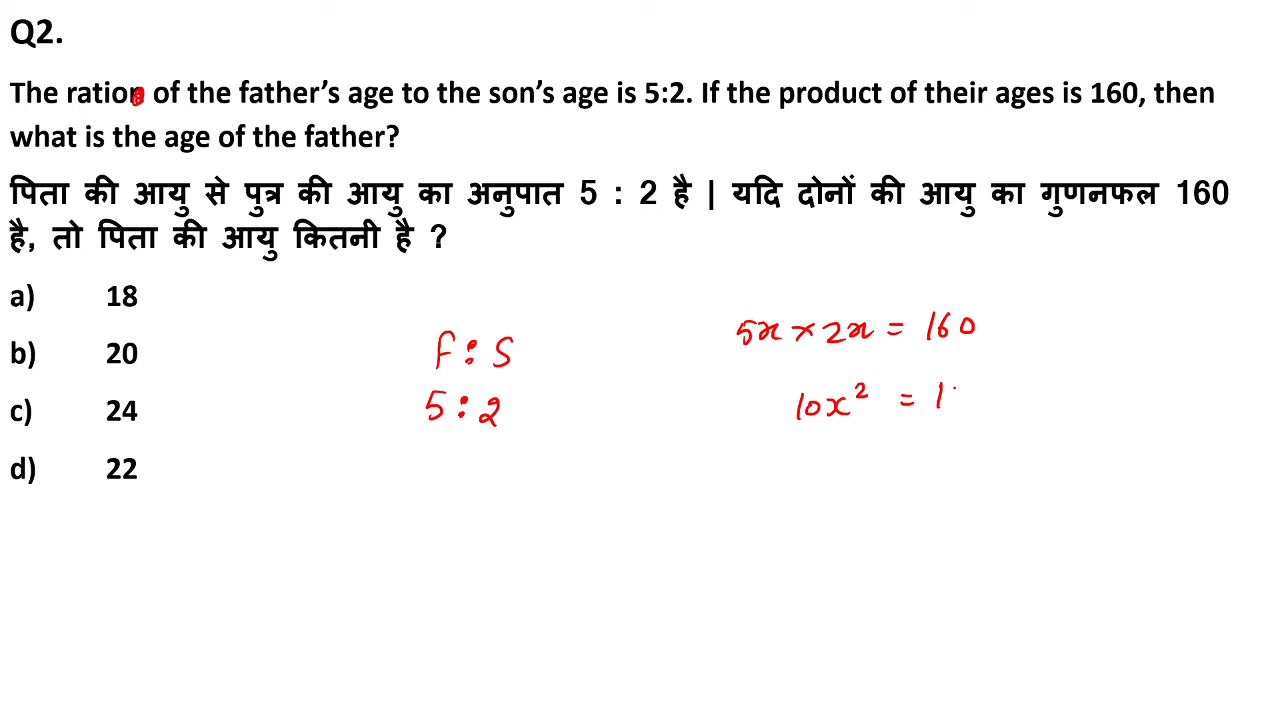 Q2.
The ration of the father’s age to the son’s age is 5:2. If the product of their ages is 160, then
what is the age of the father?
पिता की आयु से पुत्र की आयु का अनुपात 5 : 2 है | यदि दोनों की आयु का गुणनफल 160
है, तो पिता की आयु कितनी है ?
a) 18
b) 20
c) 24
d) 22
F : S
5 : 2
5x × 2x = 160
10x² = 1